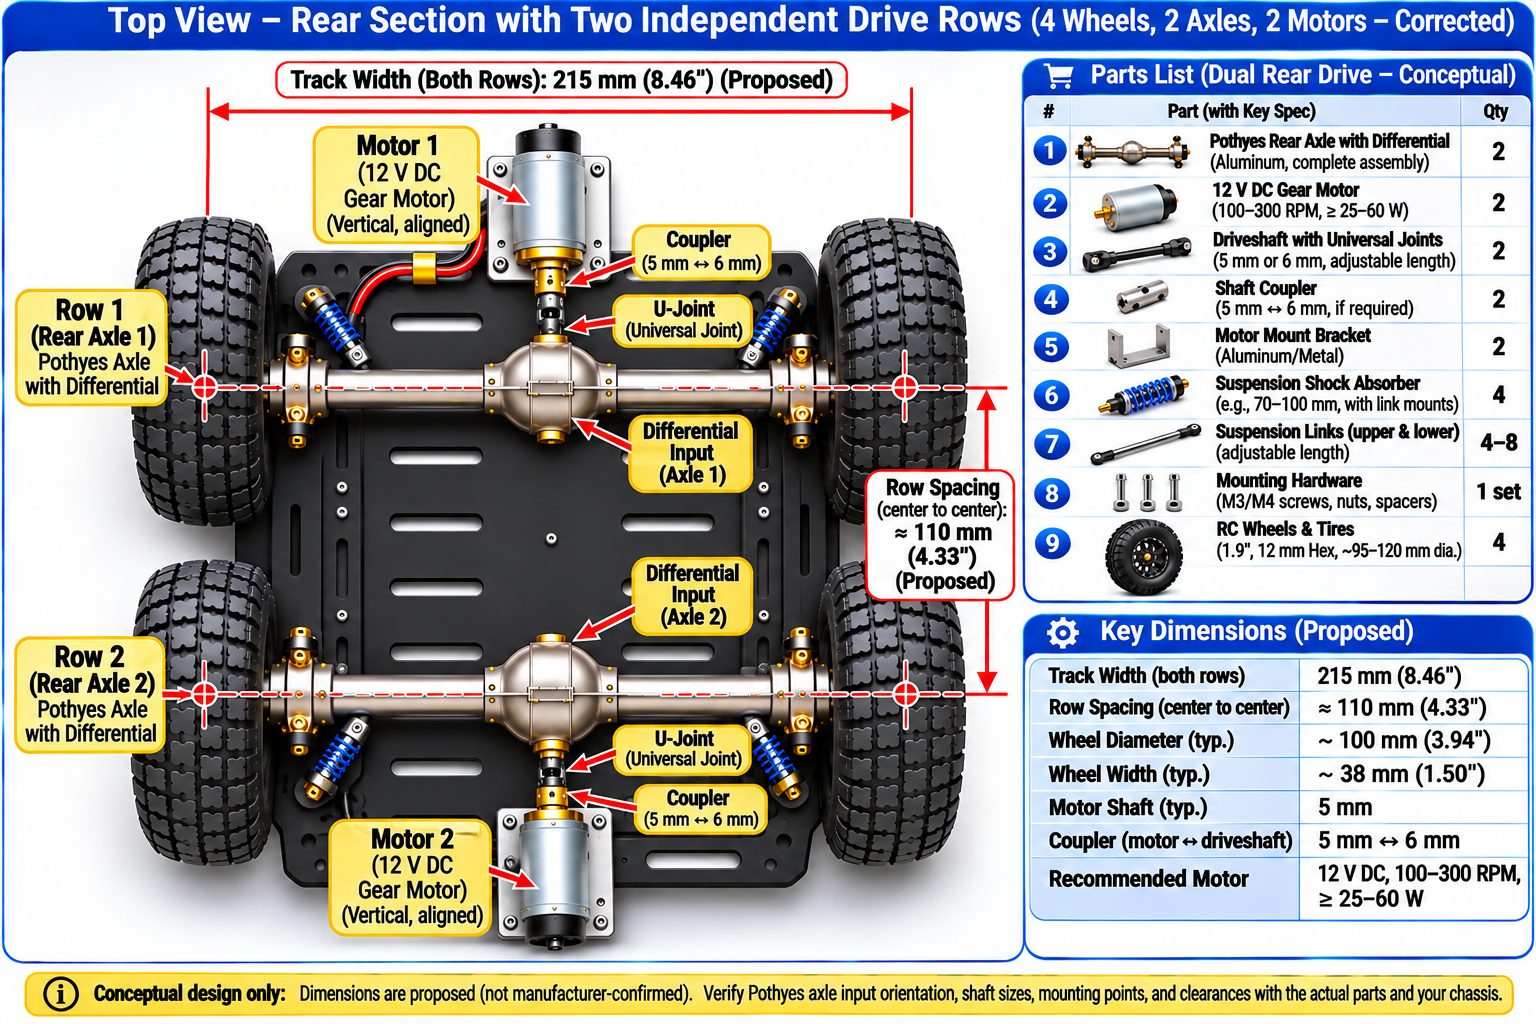 Top View – Rear Section with Two Independent Drive Rows (4 Wheels, 2 Axles, 2 Motors – Corrected)
Track Width (Both Rows): 215 mm (8.46") (Proposed)
Motor 1
(12 V DC
Gear Motor)
(Vertical, aligned)
Coupler
(5 mm ↔ 6 mm)
U-Joint
(Universal Joint)
Row 1
(Rear Axle 1)
Pothyes Axle
with Differential
Differential
Input
(Axle 1)
Row Spacing
(center to center):
≈ 110 mm
(4.33")
(Proposed)
Differential
Input
(Axle 2)
Row 2
(Rear Axle 2)
Pothyes Axle
with Differential
U-Joint
(Universal Joint)
Coupler
(5 mm ↔ 6 mm)
Motor 2
(12 V DC
Gear Motor)
(Vertical, aligned)
Parts List (Dual Rear Drive – Conceptual)
# Part (with Key Spec) Qty
1 Pothyes Rear Axle with Differential 2
(Aluminum, complete assembly)
2 12 V DC Gear Motor 2
(100–300 RPM, ≥ 25–60 W)
3 Driveshaft with Universal Joints 2
(5 mm or 6 mm, adjustable length)
4 Shaft Coupler 2
(5 mm ↔ 6 mm, if required)
5 Motor Mount Bracket 2
(Aluminum/Metal)
6 Suspension Shock Absorber 4
(e.g., 70–100 mm, with link mounts)
7 Suspension Links (upper & lower) 4–8
(adjustable length)
8 Mounting Hardware 1 set
(M3/M4 screws, nuts, spacers)
9 RC Wheels & Tires 4
(1.9", 12 mm Hex, ~95–120 mm dia.)
Key Dimensions (Proposed)
Track Width (both rows) 215 mm (8.46")
Row Spacing (center to center) ≈ 110 mm (4.33")
Wheel Diameter (typ.) ~ 100 mm (3.94")
Wheel Width (typ.) ~ 38 mm (1.50")
Motor Shaft (typ.) 5 mm
Coupler (motor ↔ driveshaft) 5 mm ↔ 6 mm
Recommended Motor 12 V DC, 100–300 RPM,
≥ 25–60 W
i Conceptual design only: Dimensions are proposed (not manufacturer-confirmed). Verify Pothyes axle input orientation, shaft sizes, mounting points, and clearances with the actual parts and your chassis.